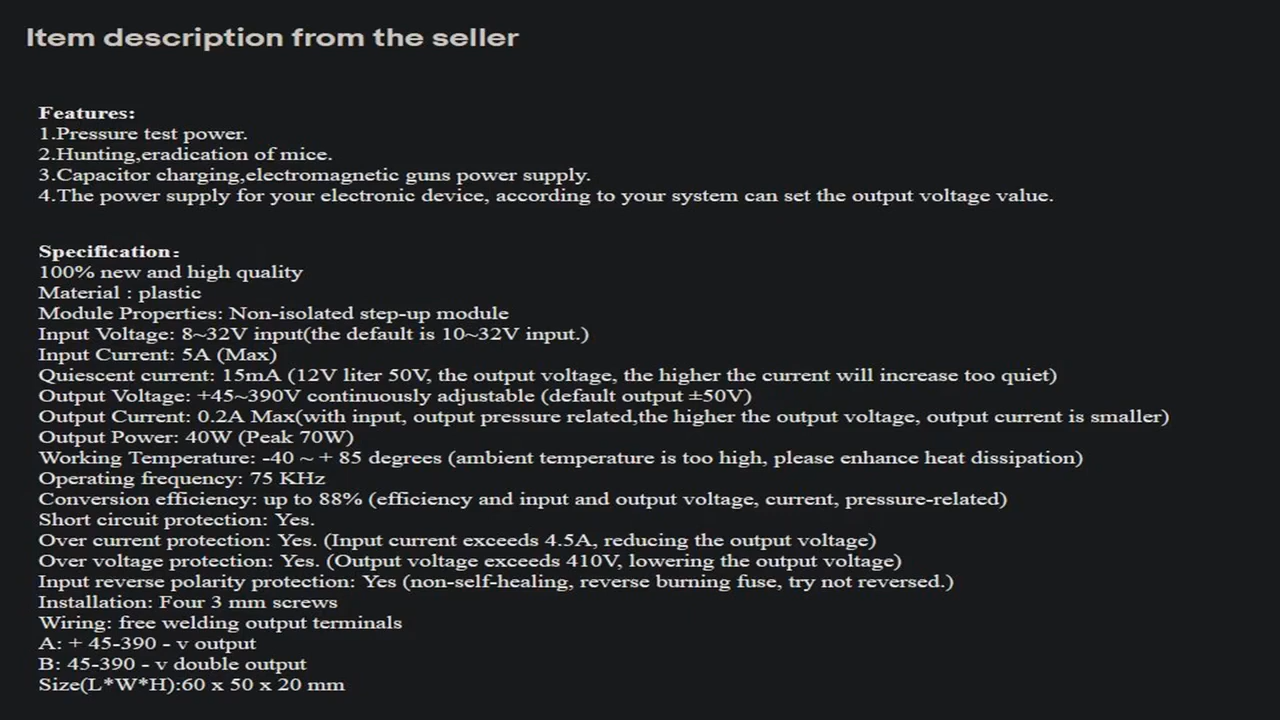 Item description from the seller
Features:
1.Pressure test power.
2.Hunting,eradication of mice.
3.Capacitor charging,electromagnetic guns power supply.
4.The power supply for your electronic device, according to your system can set the output voltage value.
Specification:
100% new and high quality
Material : plastic
Module Properties: Non-isolated step-up module
Input Voltage: 8~32V input(the default is 10~32V input.)
Input Current: 5A (Max)
Quiescent current: 15mA (12V liter 50V, the output voltage, the higher the current will increase too quiet)
Output Voltage: +45~390V continuously adjustable (default output ±50V)
Output Current: 0.2A Max(with input, output pressure related,the higher the output voltage, output current is smaller)
Output Power: 40W (Peak 70W)
Working Temperature: -40 ~ + 85 degrees (ambient temperature is too high, please enhance heat dissipation)
Operating frequency: 75 KHz
Conversion efficiency: up to 88% (efficiency and input and output voltage, current, pressure-related)
Short circuit protection: Yes.
Over current protection: Yes. (Input current exceeds 4.5A, reducing the output voltage)
Over voltage protection: Yes. (Output voltage exceeds 410V, lowering the output voltage)
Input reverse polarity protection: Yes (non-self-healing, reverse burning fuse, try not reversed.)
Installation: Four 3 mm screws
Wiring: free welding output terminals
A: + 45-390 - v output
B: 45-390 - v double output
Size(L*W*H):60 x 50 x 20 mm